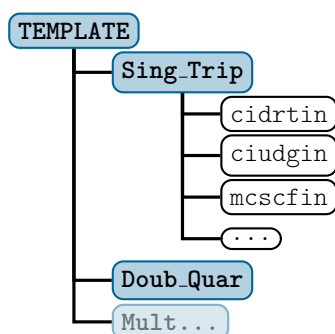 TEMPLATE
Sing_Trip
cidrtin
ciudgin
mcscfin
...
Doub_Quar
Mult...